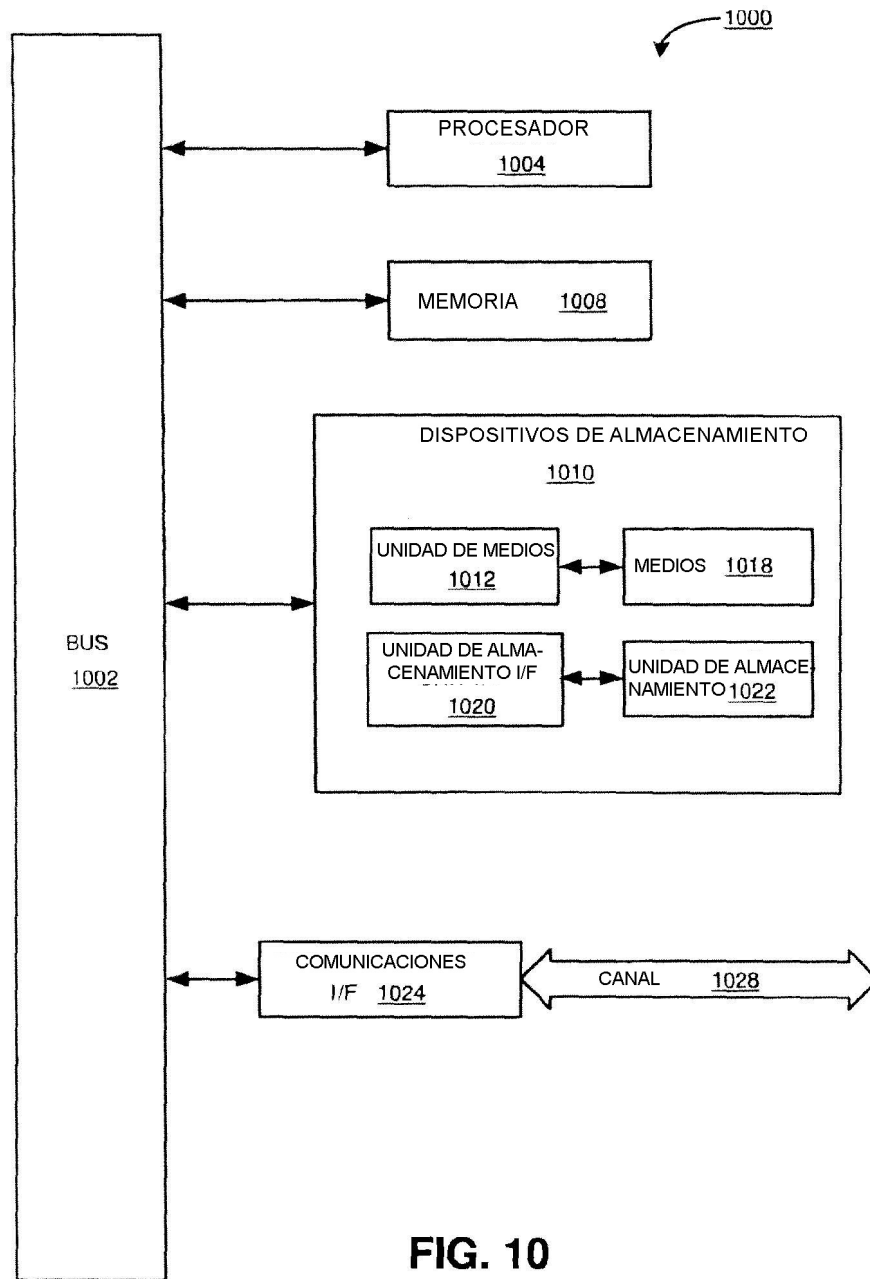 1000
PROCESADOR
1004
MEMORIA 1008
DISPOSITIVOS DE ALMACENAMIENTO
1010
UNIDAD DE MEDIOS
1012
MEDIOS 1018
BUS
1002
UNIDAD DE ALMA-
CENAMIENTO I/F
1020
UNIDAD DE ALMACE-
NAMIENTO 1022
COMUNICACIONES
I/F 1024
CANAL 1028
FIG. 10